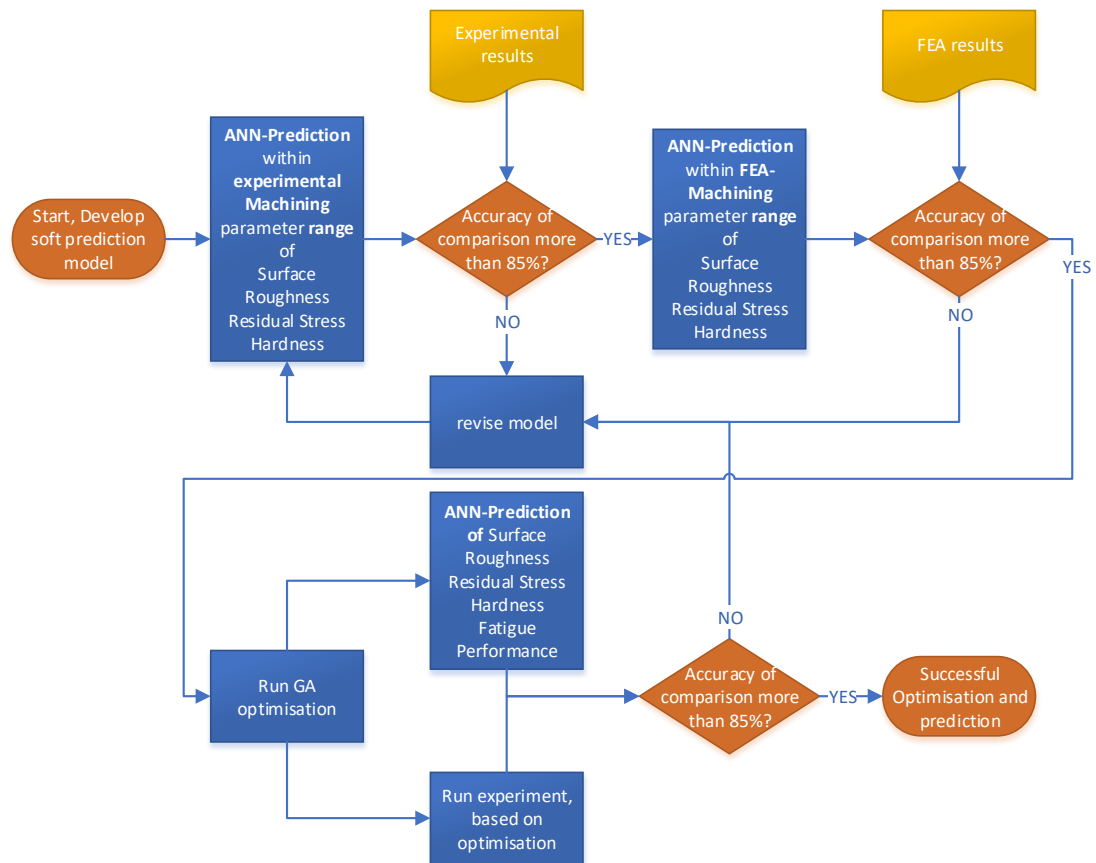 Experimental
results
FEA results
Start, Develop
soft prediction
model
ANN-Prediction
within
experimental
Machining
parameter range
of
Surface
Roughness
Residual Stress
Hardness
Accuracy of
comparison more
than 85%?
YES
NO
ANN-Prediction
within FEA-
Machining
parameter range
of
Surface
Roughness
Residual Stress
Hardness
Accuracy of
comparison more
than 85%?
YES
NO
revise model
ANN-Prediction
of Surface
Roughness
Residual Stress
Hardness
Fatigue
Performance
Run GA
optimisation
Run experiment,
based on
optimisation
NO
Accuracy of
comparison more
than 85%?
YES
Successful
Optimisation and
prediction